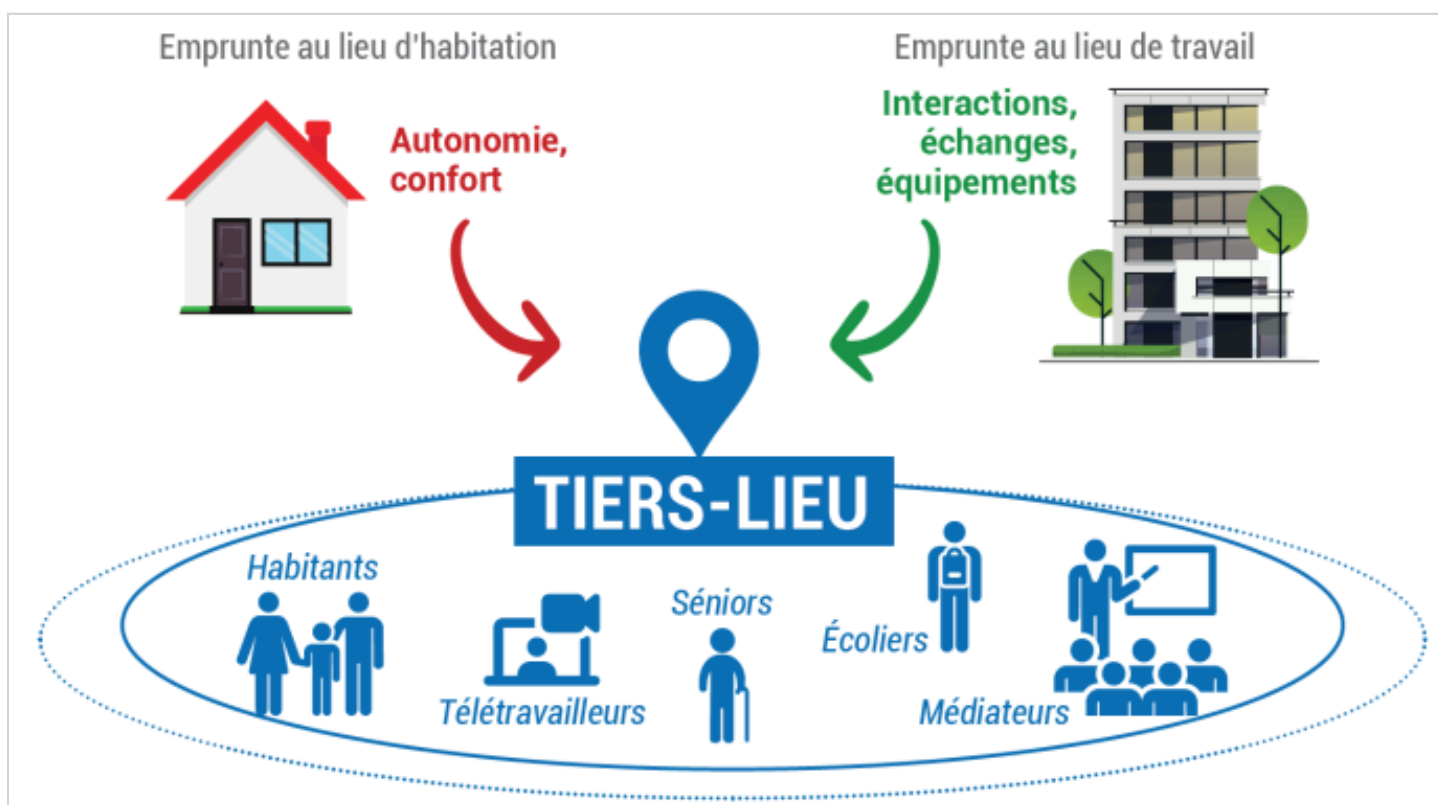 Emprunte au lieu d'habitation
Emprunte au lieu de travail
Autonomie,
confort
Interactions,
échanges,
équipements
TIERS-LIEU
Habitants
Télétravailleurs
Séniors
Écoliers
Médiateurs